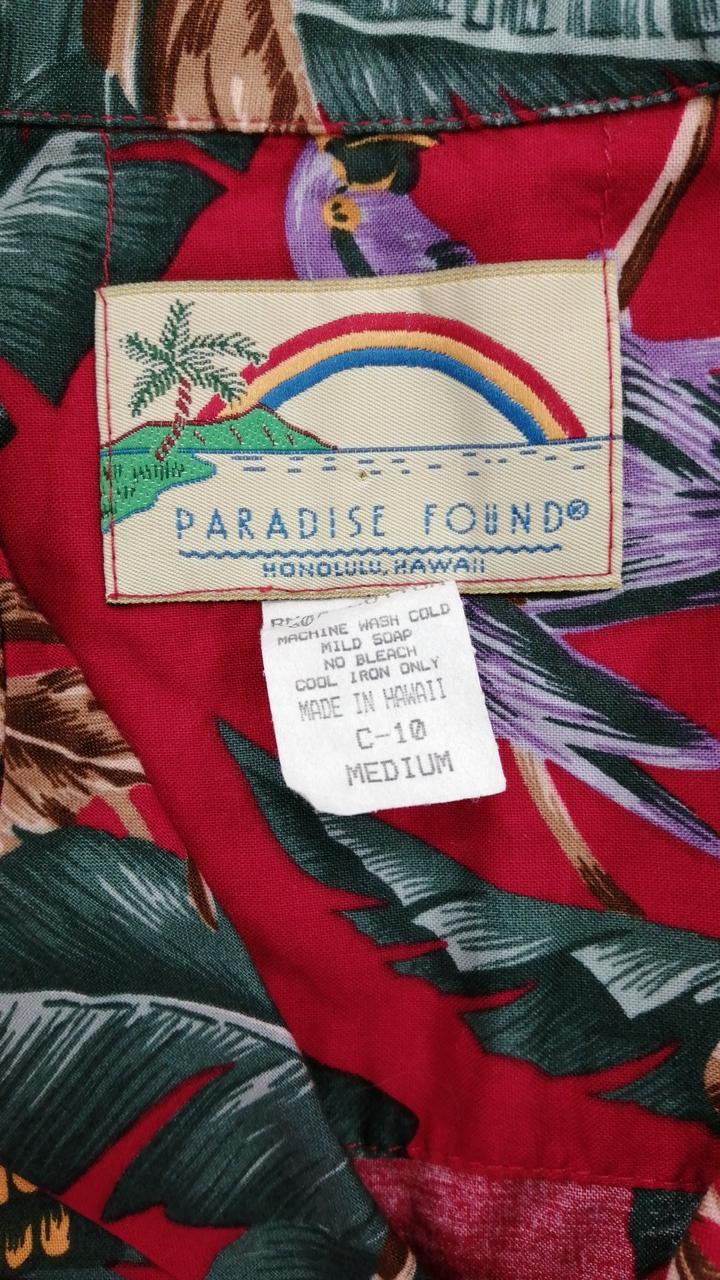 PARADISE FOUND®
HONOLULU, HAWAII
MACHINE WASH COLD
MILD SOAP
NO BLEACH
COOL IRON ONLY
MADE IN HAWAII
C-10
MEDIUM